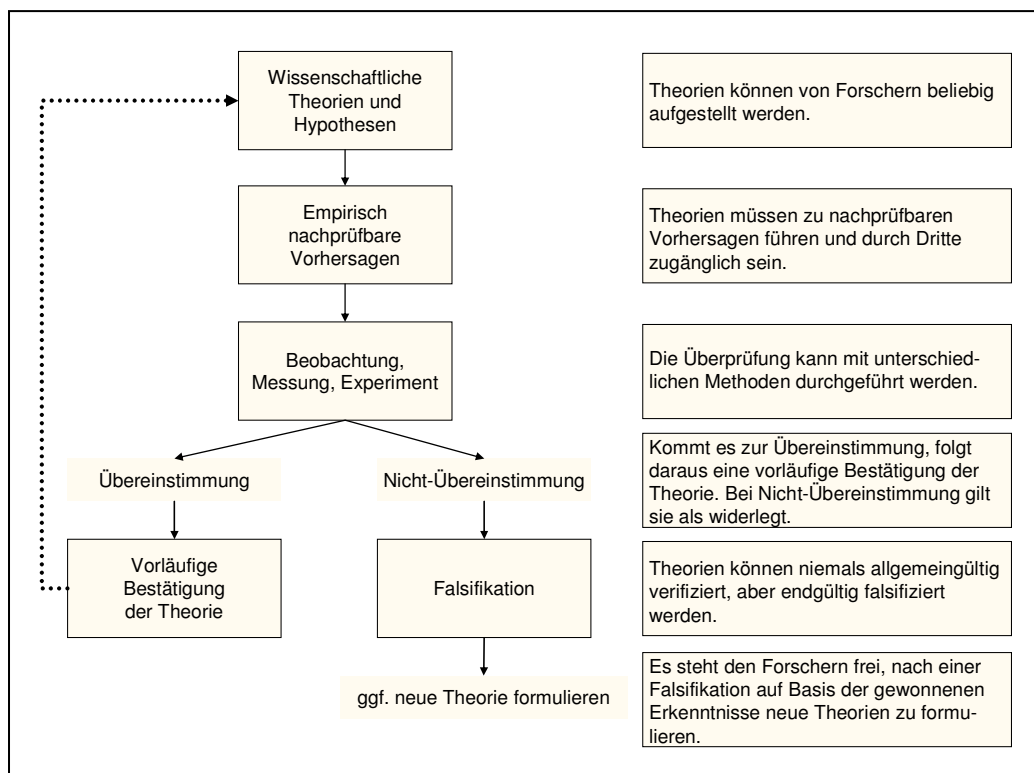 Wissenschaftliche
Theorien und
Hypothesen
Theorien können von Forschern beliebig
aufgestellt werden.
Empirisch
nachprüfbare
Vorhersagen
Theorien müssen zu nachprüfbaren
Vorhersagen führen und durch Dritte
zugänglich sein.
Beobachtung,
Messung, Experiment
Die Überprüfung kann mit unterschied-
lichen Methoden durchgeführt werden.
Übereinstimmung
Nicht-Übereinstimmung
Kommt es zur Übereinstimmung, folgt
daraus eine vorläufige Bestätigung der
Theorie. Bei Nicht-Übereinstimmung gilt
sie als widerlegt.
Vorläufige
Bestätigung
der Theorie
Falsifikation
Theorien können niemals allgemeingültig
verifiziert, aber endgültig falsifiziert
werden.
ggf. neue Theorie formulieren
Es steht den Forschern frei, nach einer
Falsifikation auf Basis der gewonnenen
Erkenntnisse neue Theorien zu formu-
lieren.